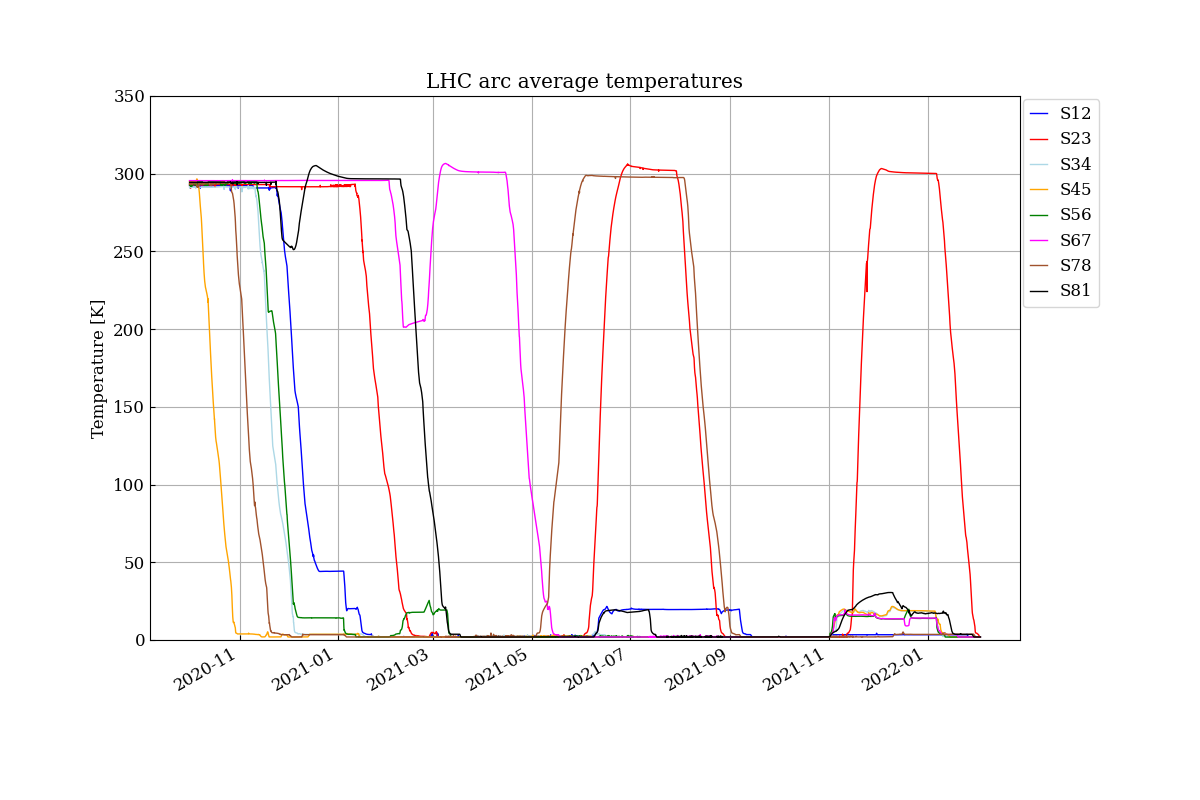 LHC arc average temperatures
350
300
250
200
150
100
50
0
Temperature [K]
2020-11
2021-01
2021-03
2021-05
2021-07
2021-09
2021-11
2022-01
S12
S23
S34
S45
S56
S67
S78
S81